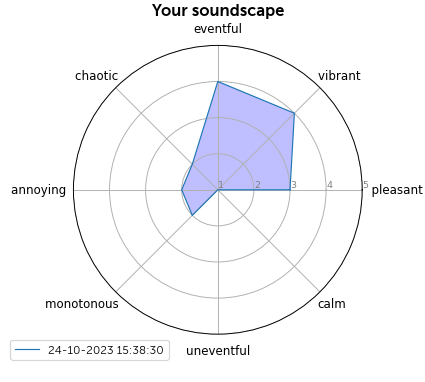 Your soundscape
eventful
chaotic
vibrant
annoying
1
2
3
4
5
pleasant
monotonous
calm
24-10-2023 15:38:30
uneventful